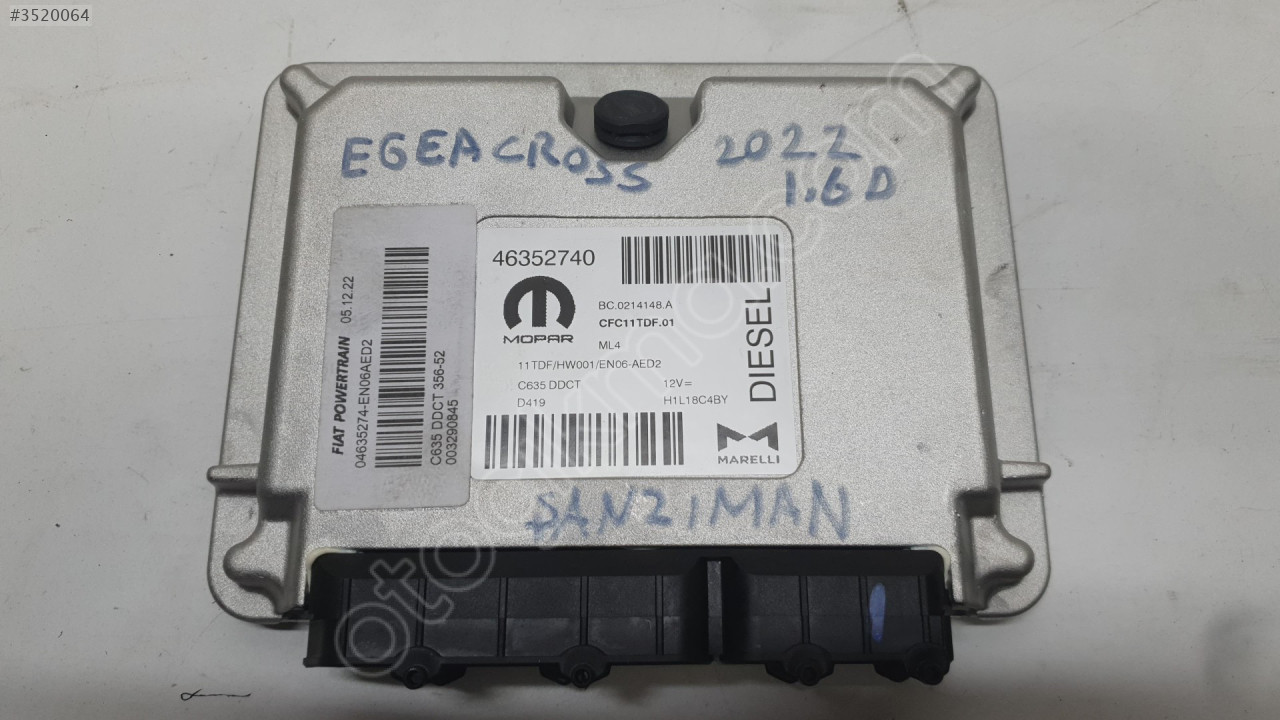 #3520064
EGEA CROSS
2022
1.6 D
FIAT POWERTRAIN 05.12.22
04635274-EN06AED2
C635 DDCT 356-52
003290845
46352740
MOPAR
BC.0214148.A
CFC11TDF.01
ML4
11TDF/HW001/EN06-AED2
C635 DDCT 12V=
D419 H1L18C4BY
DIESEL
MARELLI
ŞANZIMAN